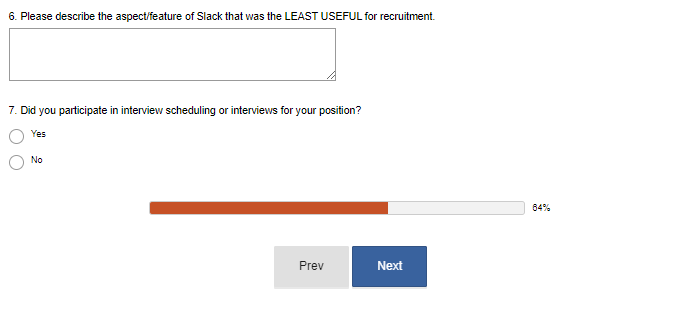 6. Please describe the aspect/feature of Slack that was the LEAST USEFUL for recruitment.
7. Did you participate in interview scheduling or interviews for your position?
Yes
No
64%
Prev
Next